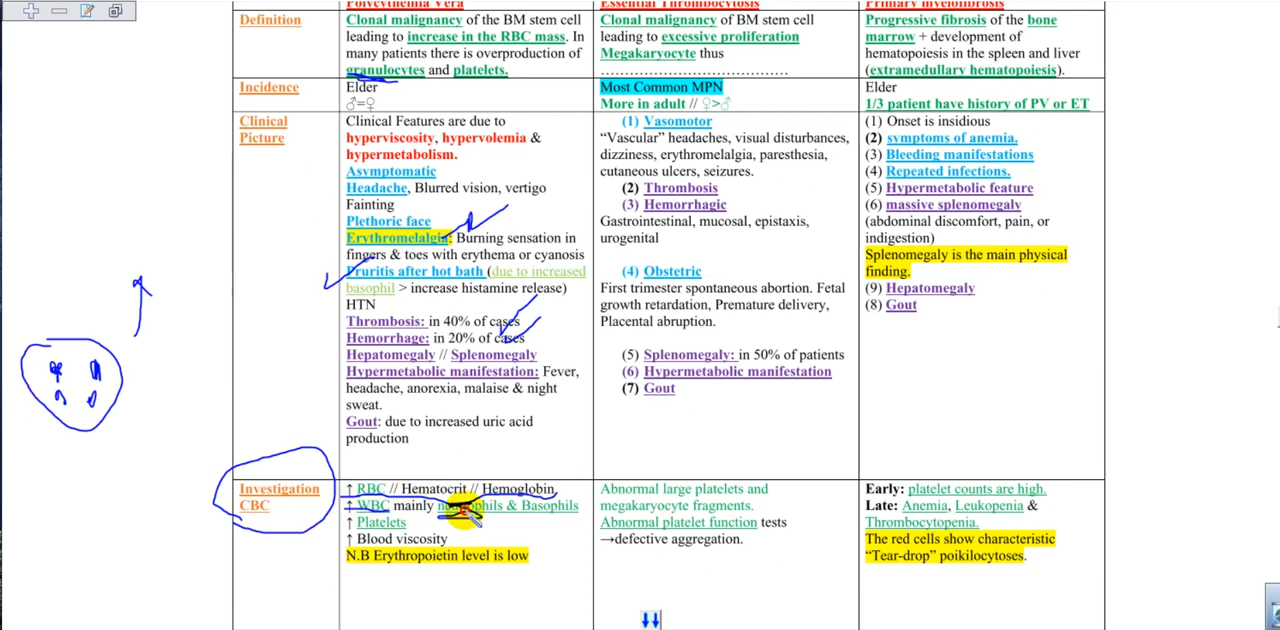 Polycythemia Vera
Essential Thrombocytosis
Primary myelofibrosis
Definition
Clonal malignancy of the BM stem cell
leading to increase in the RBC mass. In
many patients there is overproduction of
granulocytes and platelets.
Clonal malignancy of BM stem cell
leading to excessive proliferation
Megakaryocyte thus
……………………………….
Progressive fibrosis of the bone
marrow + development of
hematopoiesis in the spleen and liver
(extramedullary hematopoiesis).
Incidence
Elder
♂=♀
Most Common MPN
More in adult // ♀>♂
Elder
1/3 patient have history of PV or ET
Clinical
Picture
Clinical Features are due to
hyperviscosity, hypervolemia &
hypermetabolism.
Asymptomatic
Headache, Blurred vision, vertigo
Fainting
Plethoric face
Erythromelalgia: Burning sensation in
fingers & toes with erythema or cyanosis
Pruritis after hot bath (due to increased
basophil > increase histamine release)
HTN
Thrombosis: in 40% of cases
Hemorrhage: in 20% of cases
Hepatomegaly // Splenomegaly
Hypermetabolic manifestation: Fever,
headache, anorexia, malaise & night
sweat.
Gout: due to increased uric acid
production
(1) Vasomotor
“Vascular” headaches, visual disturbances,
dizziness, erythromelalgia, paresthesia,
cutaneous ulcers, seizures.
(2) Thrombosis
(3) Hemorrhagic
Gastrointestinal, mucosal, epistaxis,
urogenital
(4) Obstetric
First trimester spontaneous abortion. Fetal
growth retardation, Premature delivery,
Placental abruption.
(5) Splenomegaly: in 50% of patients
(6) Hypermetabolic manifestation
(7) Gout
(1) Onset is insidious
(2) symptoms of anemia.
(3) Bleeding manifestations
(4) Repeated infections.
(5) Hypermetabolic feature
(6) massive splenomegaly
(abdominal discomfort, pain, or
indigestion)
Splenomegaly is the main physical
finding.
(9) Hepatomegaly
(8) Gout
Investigation
CBC
↑ RBC // Hematocrit // Hemoglobin,
↑ WBC mainly neutrophils & Basophils
↑ Platelets
↑ Blood viscosity
N.B Erythropoietin level is low
Abnormal large platelets and
megakaryocyte fragments.
Abnormal platelet function tests
→defective aggregation.
Early: platelet counts are high.
Late: Anemia, Leukopenia &
Thrombocytopenia.
The red cells show characteristic
“Tear-drop” poikilocytoses.